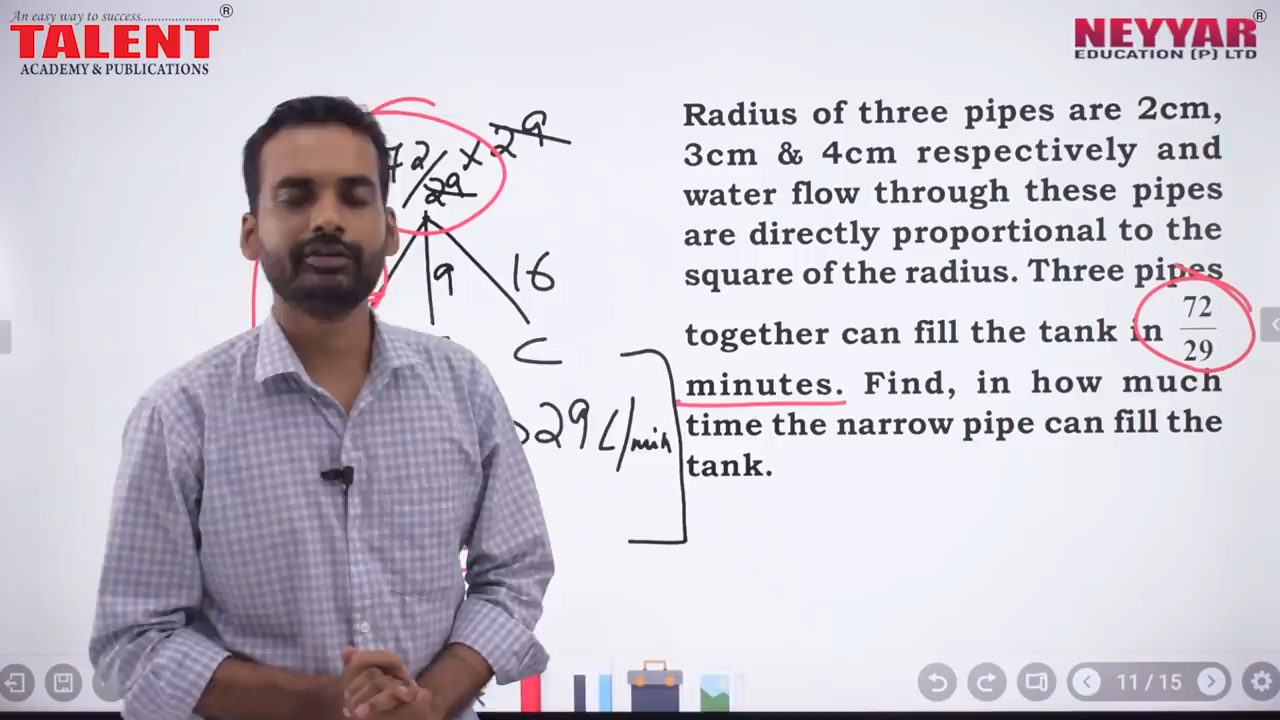 An easy way to success......................®
TALENT
ACADEMY & PUBLICATIONS
NEYYAR®
EDUCATION (P) LTD
72/29 × 29
9
16
C
29 L/min
Radius of three pipes are 2cm,
3cm & 4cm respectively and
water flow through these pipes
are directly proportional to the
square of the radius. Three pipes
together can fill the tank in 72/29
minutes. Find, in how much
time the narrow pipe can fill the
tank.
11 / 15